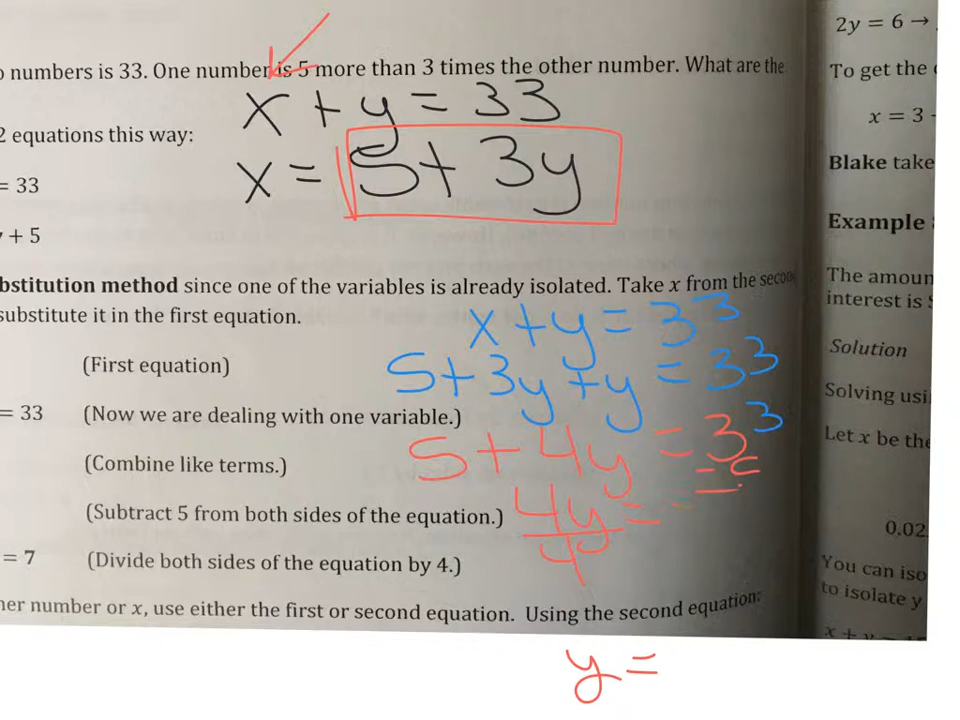 numbers is 33. One number is 5 more than 3 times the other number. What are the
x + y = 33
2 equations this way:
= 33
x = 5 + 3y
+ 5
method since one of the variables is already isolated. Take x from the
substitute it in the first equation.
x + y = 33
(First equation)
5 + 3y + y = 33
= 33 (Now we are dealing with one variable.)
5 + 4y = 33
(Combine like terms.)
(Subtract 5 from both sides of the equation.)
4y =
4
= 7 (Divide both sides of the equation by 4.)
number or x, use either the first or second equation. Using the second equation:
y =
2y = 6 →
To get the
x = 3
Blake take
Example
The
interest is
Solution
Solving
Let x be the
0.02
You can
to isolate y